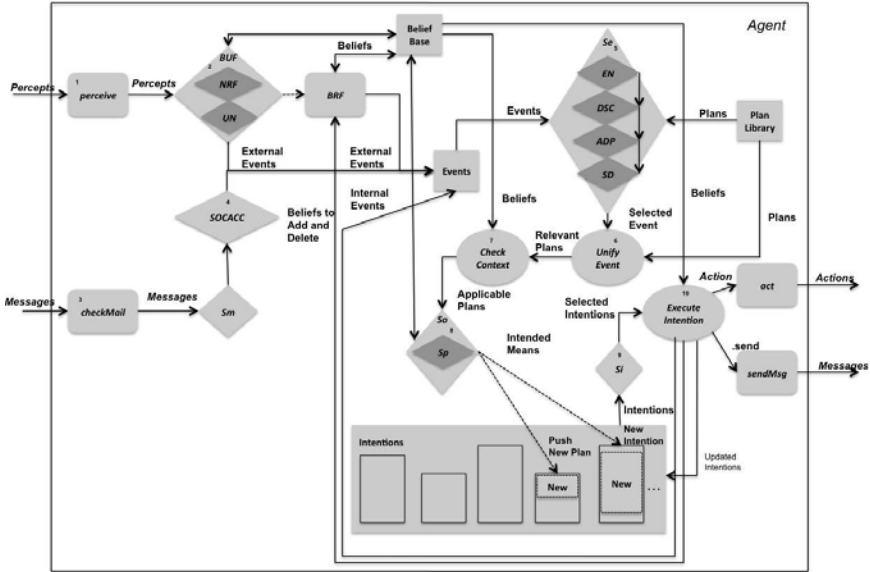 Agent
Belief
Base
Beliefs
BUF
2
NRF
UN
Percepts
1
perceive
Percepts
BRF
Se
5
EN
DSC
ADP
SD
Events
Plans
Plan
Library
External
Events
External
Events
Events
Internal
Events
4
SOCACC
Beliefs to
Add and
Delete
Beliefs
Beliefs
Plans
Selected
Event
Relevant
Plans
7
Check
Context
6
Unify
Event
Messages
3
checkMail
Messages
Sm
Applicable
Plans
Selected
Intentions
10
Execute
Intention
Action
act
Actions
.send
sendMsg
Messages
So
8
Sp
Intended
Means
9
Si
Intentions
Intentions
Push
New Plan
New
Intention
New
New
...
Updated
Intentions